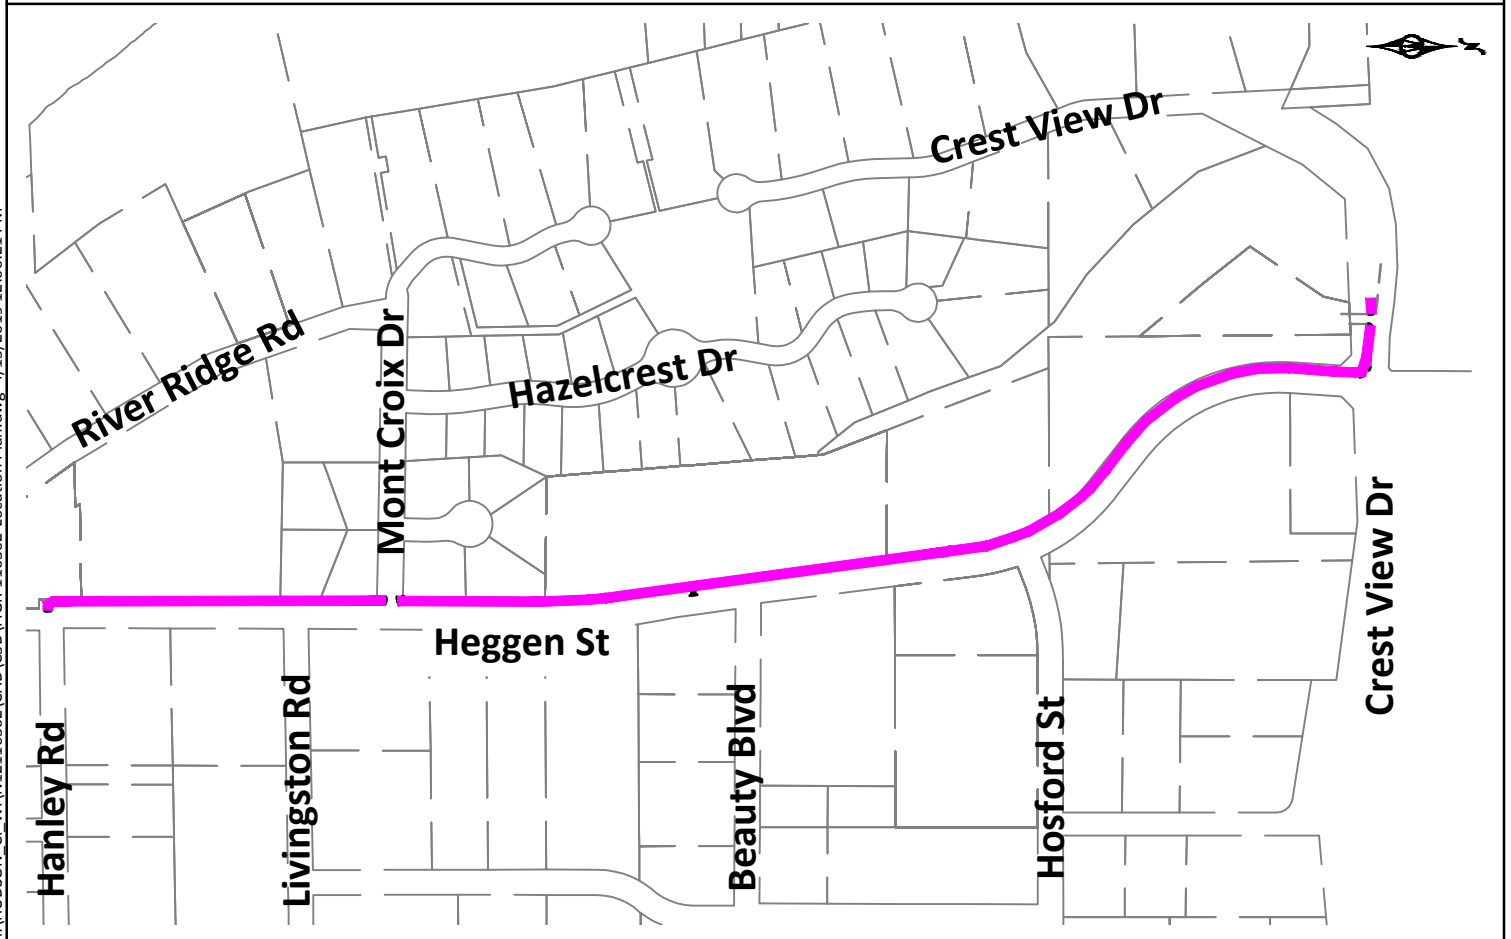 Crest View Dr
River Ridge Rd
Mont Croix Dr
Hazelcrest Dr
Heggen St
Crest View Dr
Hanley Rd
Livingston Rd
Beauty Blvd
Hosford St